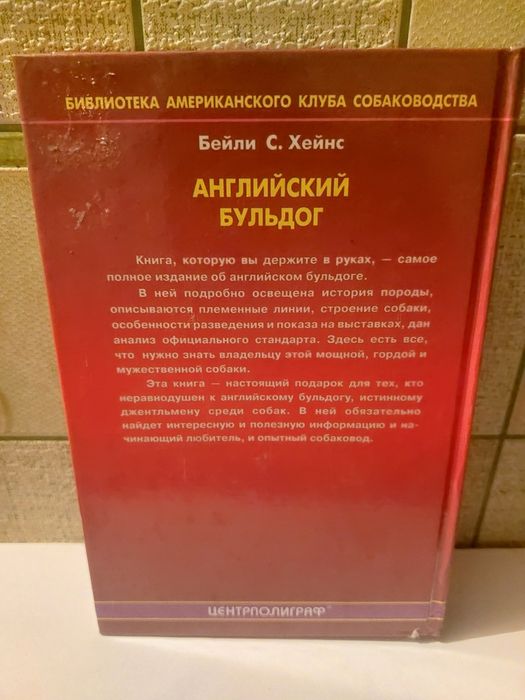 БИБЛИОТЕКА АМЕРИКАНСКОГО КЛУБА СОБАКОВОДСТВА
Бейли С. Хейнс
АНГЛИЙСКИЙ
БУЛЬДОГ
Книга, которую вы держите в руках, — самое
полное издание об английском бульдоге.
В ней подробно освещена история породы,
описываются племенные линии, строение собаки,
особенности разведения и показа на выставках, дан
анализ официального стандарта. Здесь есть все,
что нужно знать владельцу этой мощной, гордой и
мужественной собаки.
Эта книга — настоящий подарок для тех, кто
неравнодушен к английскому бульдогу, истинному
джентльмену среди собак. В ней обязательно
найдет интересную и полезную информацию и на-
чинающий любитель, и опытный собаковод.
ЦЕНТРПОЛИГРАФ®